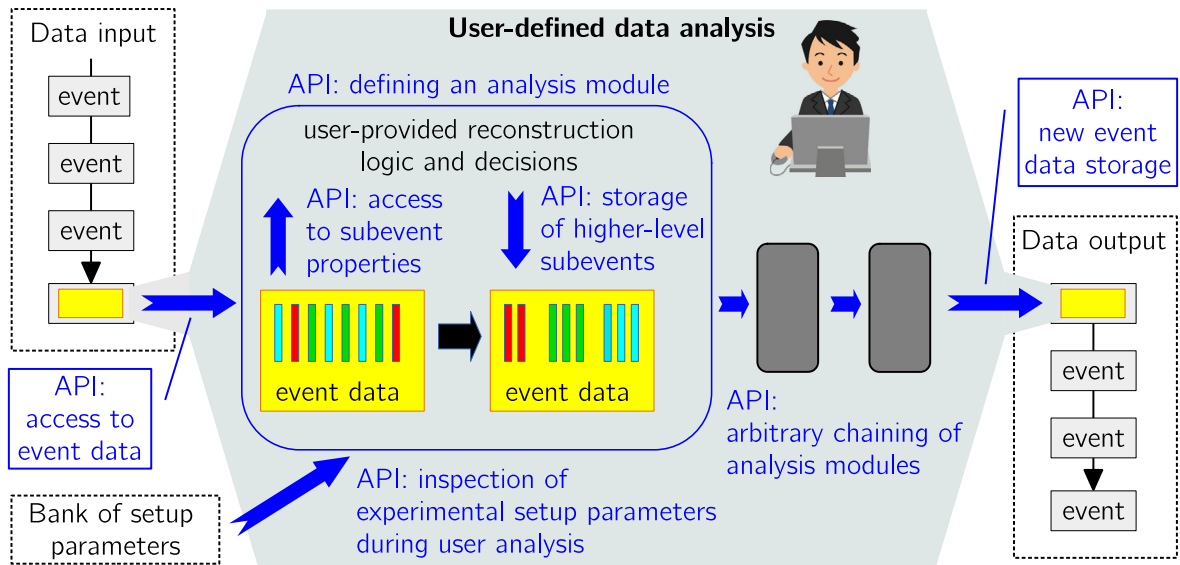 Data input
event
event
event
API:
access to
event data
Bank of setup
parameters
User-defined data analysis
API: defining an analysis module
user-provided reconstruction
logic and decisions
API: access
to subevent
properties
API: storage
of higher-level
subevents
event data
event data
API: inspection of
experimental setup parameters
during user analysis
API:
arbitrary chaining of
analysis modules
API:
new event
data storage
Data output
event
event
event